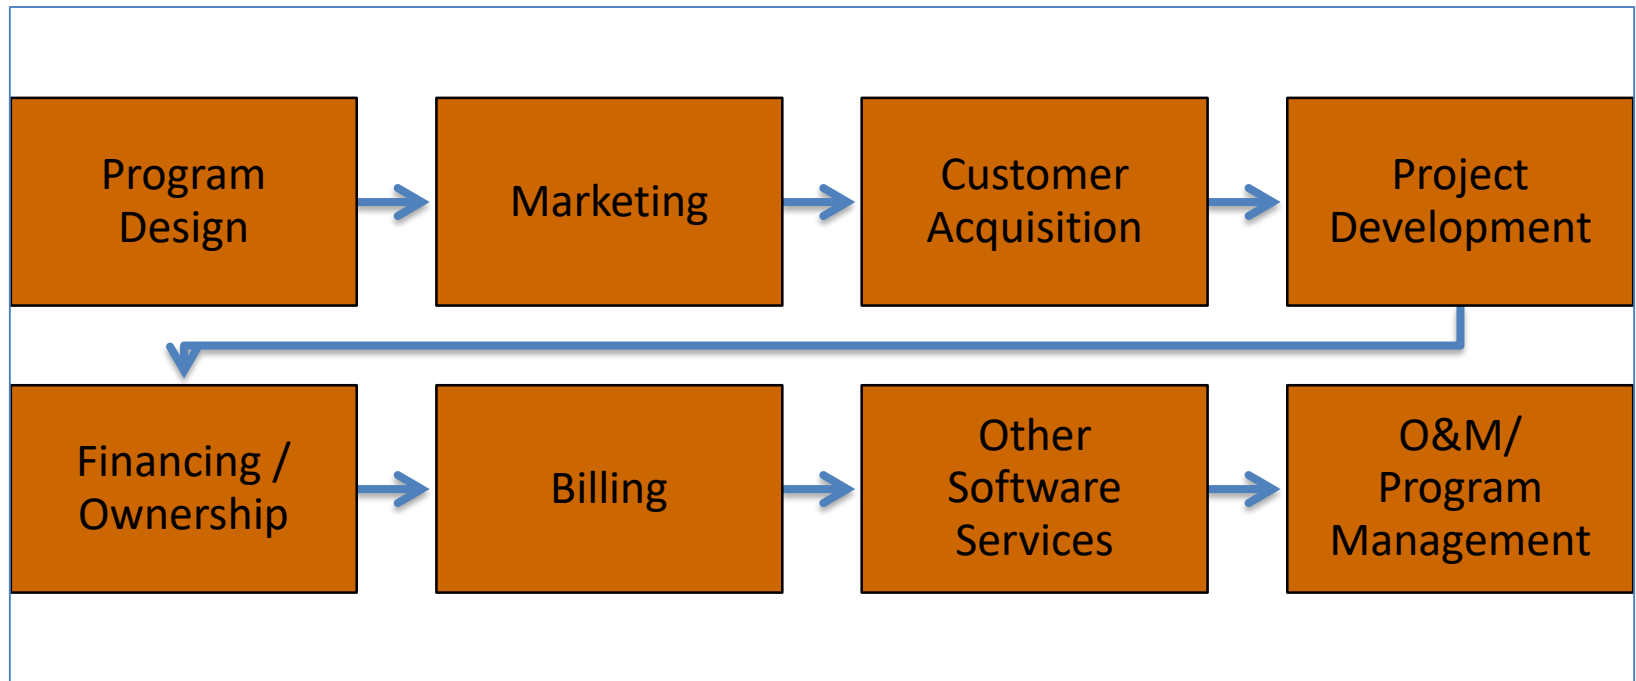 Program
Design
Marketing
Customer
Acquisition
Project
Development
Financing /
Ownership
Billing
Other
Software
Services
O&M/
Program
Management